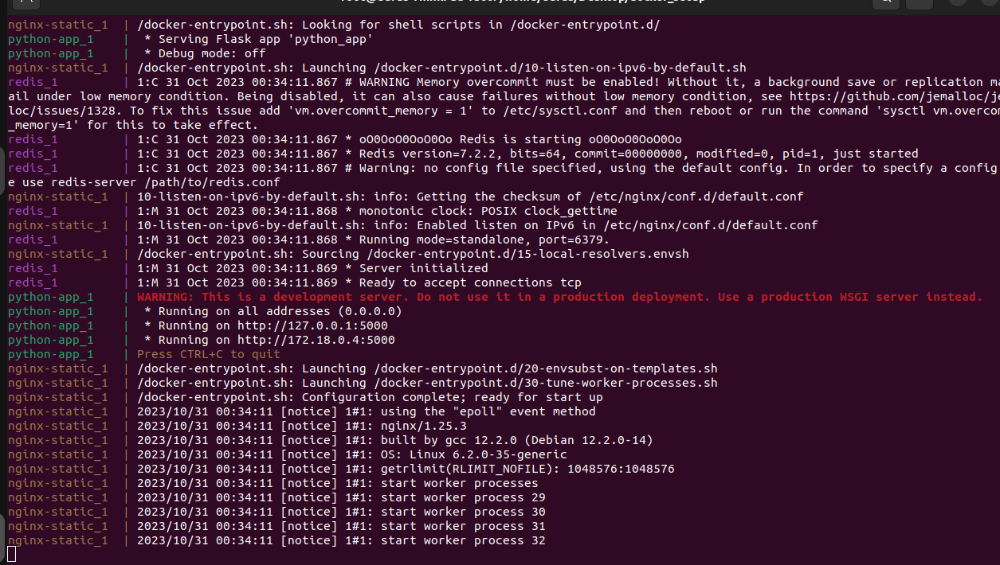 nginx-static_1 | /docker-entrypoint.sh: Looking for shell scripts in /docker-entrypoint.d/
python-app_1 | * Serving Flask app 'python_app'
python-app_1 | * Debug mode: off
nginx-static_1 | /docker-entrypoint.sh: Launching /docker-entrypoint.d/10-listen-on-ipv6-by-default.sh
redis_1 | 1:C 31 Oct 2023 00:34:11.867 # WARNING Memory overcommit must be enabled! Without it, a background save or replication ma
ail under low memory condition. Being disabled, it can also cause failures without low memory condition, see https://github.com/jemalloc/je
loc/issues/1328. To fix this issue add 'vm.overcommit_memory = 1' to /etc/sysctl.conf and then reboot or run the command 'sysctl vm.overcom
_memory=1' for this to take effect.
redis_1 | 1:C 31 Oct 2023 00:34:11.867 * oO0OoO0OoO0Oo Redis is starting oO0OoO0OoO0Oo
redis_1 | 1:C 31 Oct 2023 00:34:11.867 * Redis version=7.2.2, bits=64, commit=00000000, modified=0, pid=1, just started
redis_1 | 1:C 31 Oct 2023 00:34:11.867 # Warning: no config file specified, using the default config. In order to specify a config
e use redis-server /path/to/redis.conf
nginx-static_1 | 10-listen-on-ipv6-by-default.sh: info: Getting the checksum of /etc/nginx/conf.d/default.conf
redis_1 | 1:M 31 Oct 2023 00:34:11.868 * monotonic clock: POSIX clock_gettime
nginx-static_1 | 10-listen-on-ipv6-by-default.sh: info: Enabled listen on IPv6 in /etc/nginx/conf.d/default.conf
redis_1 | 1:M 31 Oct 2023 00:34:11.868 * Running mode=standalone, port=6379.
nginx-static_1 | /docker-entrypoint.sh: Sourcing /docker-entrypoint.d/15-local-resolvers.envsh
redis_1 | 1:M 31 Oct 2023 00:34:11.869 * Server initialized
redis_1 | 1:M 31 Oct 2023 00:34:11.869 * Ready to accept connections tcp
python-app_1 | WARNING: This is a development server. Do not use it in a production deployment. Use a production WSGI server instead.
python-app_1 | * Running on all addresses (0.0.0.0)
python-app_1 | * Running on http://127.0.0.1:5000
python-app_1 | * Running on http://172.18.0.4:5000
python-app_1 | Press CTRL+C to quit
nginx-static_1 | /docker-entrypoint.sh: Launching /docker-entrypoint.d/20-envsubst-on-templates.sh
nginx-static_1 | /docker-entrypoint.sh: Launching /docker-entrypoint.d/30-tune-worker-processes.sh
nginx-static_1 | /docker-entrypoint.sh: Configuration complete; ready for start up
nginx-static_1 | 2023/10/31 00:34:11 [notice] 1#1: using the "epoll" event method
nginx-static_1 | 2023/10/31 00:34:11 [notice] 1#1: nginx/1.25.3
nginx-static_1 | 2023/10/31 00:34:11 [notice] 1#1: built by gcc 12.2.0 (Debian 12.2.0-14)
nginx-static_1 | 2023/10/31 00:34:11 [notice] 1#1: OS: Linux 6.2.0-35-generic
nginx-static_1 | 2023/10/31 00:34:11 [notice] 1#1: getrlimit(RLIMIT_NOFILE): 1048576:1048576
nginx-static_1 | 2023/10/31 00:34:11 [notice] 1#1: start worker processes
nginx-static_1 | 2023/10/31 00:34:11 [notice] 1#1: start worker process 29
nginx-static_1 | 2023/10/31 00:34:11 [notice] 1#1: start worker process 30
nginx-static_1 | 2023/10/31 00:34:11 [notice] 1#1: start worker process 31
nginx-static_1 | 2023/10/31 00:34:11 [notice] 1#1: start worker process 32